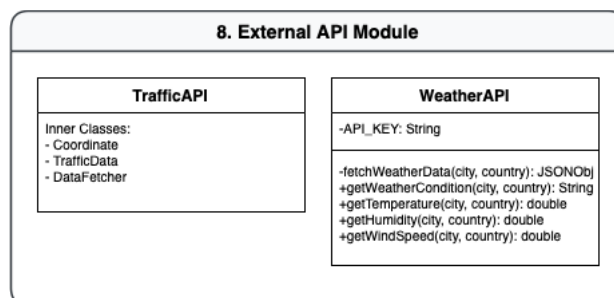 8. External API Module
TrafficAPI
Inner Classes:
- Coordinate
- TrafficData
- DataFetcher
WeatherAPI
-API_KEY: String
-fetchWeatherData(city, country): JSONObj
+getWeatherCondition(city, country): String
+getTemperature(city, country): double
+getHumidity(city, country): double
+getWindSpeed(city, country): double